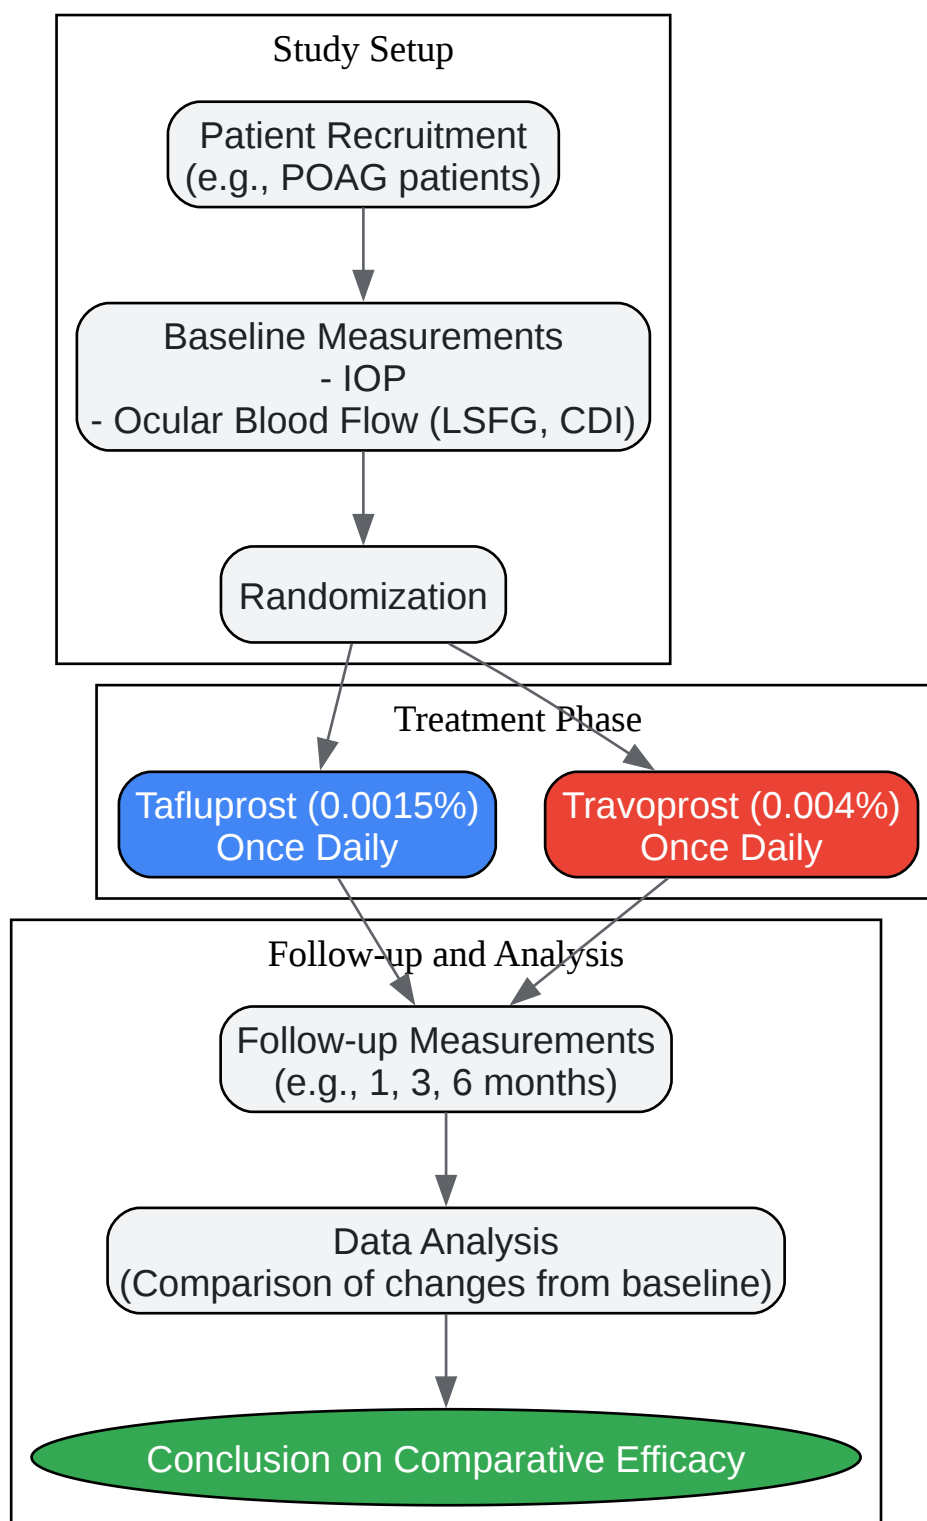 Study Setup
Patient Recruitment
(e.g., POAG patients)
Baseline Measurements
- IOP
- Ocular Blood Flow (LSFG, CDI)
Randomization
Treatment Phase
Tafluprost (0.0015%)
Once Daily
Travoprost (0.004%)
Once Daily
Follow-up and Analysis
Follow-up Measurements
(e.g., 1, 3, 6 months)
Data Analysis
(Comparison of changes from baseline)
Conclusion on Comparative Efficacy